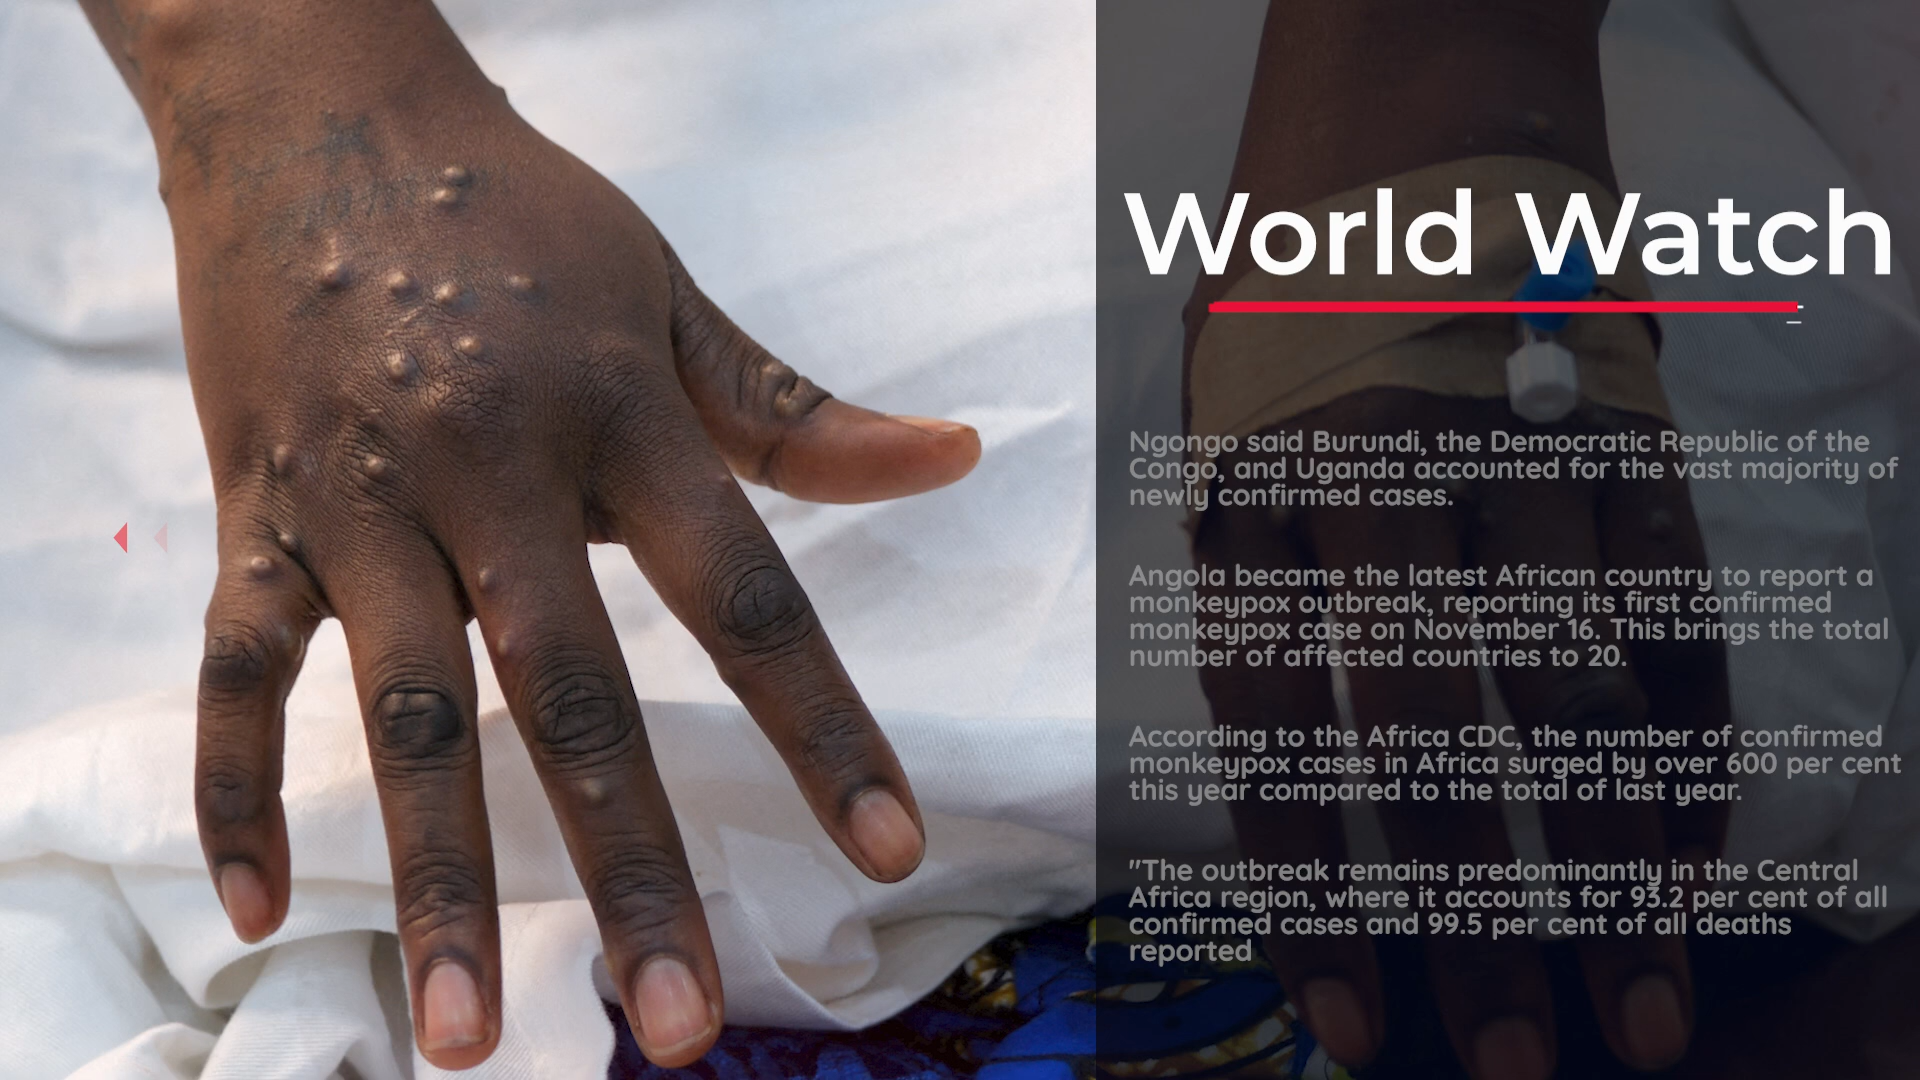 World Watch
Ngongo said Burundi, the Democratic Republic of the
Congo, and Uganda accounted for the vast majority of
newly confirmed cases.
Angola became the latest African country to report a
monkeypox outbreak, reporting its first confirmed
monkeypox case on November 16. This brings the total
number of affected countries to 20.
According to the Africa CDC, the number of confirmed
monkeypox cases in Africa surged by over 600 per cent
this year compared to the total of last year.
"The outbreak remains predominantly in the Central
Africa region, where it accounts for 93.2 per cent of all
confirmed cases and 99.5 per cent of all deaths
reported